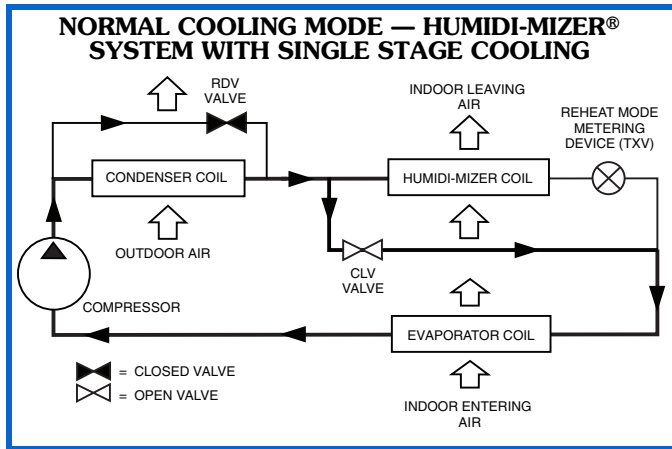 NORMAL COOLING MODE — HUMIDI-MIZER®
SYSTEM WITH SINGLE STAGE COOLING
RDV
VALVE
INDOOR LEAVING
AIR
REHEAT MODE
METERING
DEVICE (TXV)
CONDENSER COIL
HUMIDI-MIZER COIL
OUTDOOR AIR
CLV
VALVE
COMPRESSOR
EVAPORATOR COIL
= CLOSED VALVE
= OPEN VALVE
INDOOR ENTERING
AIR